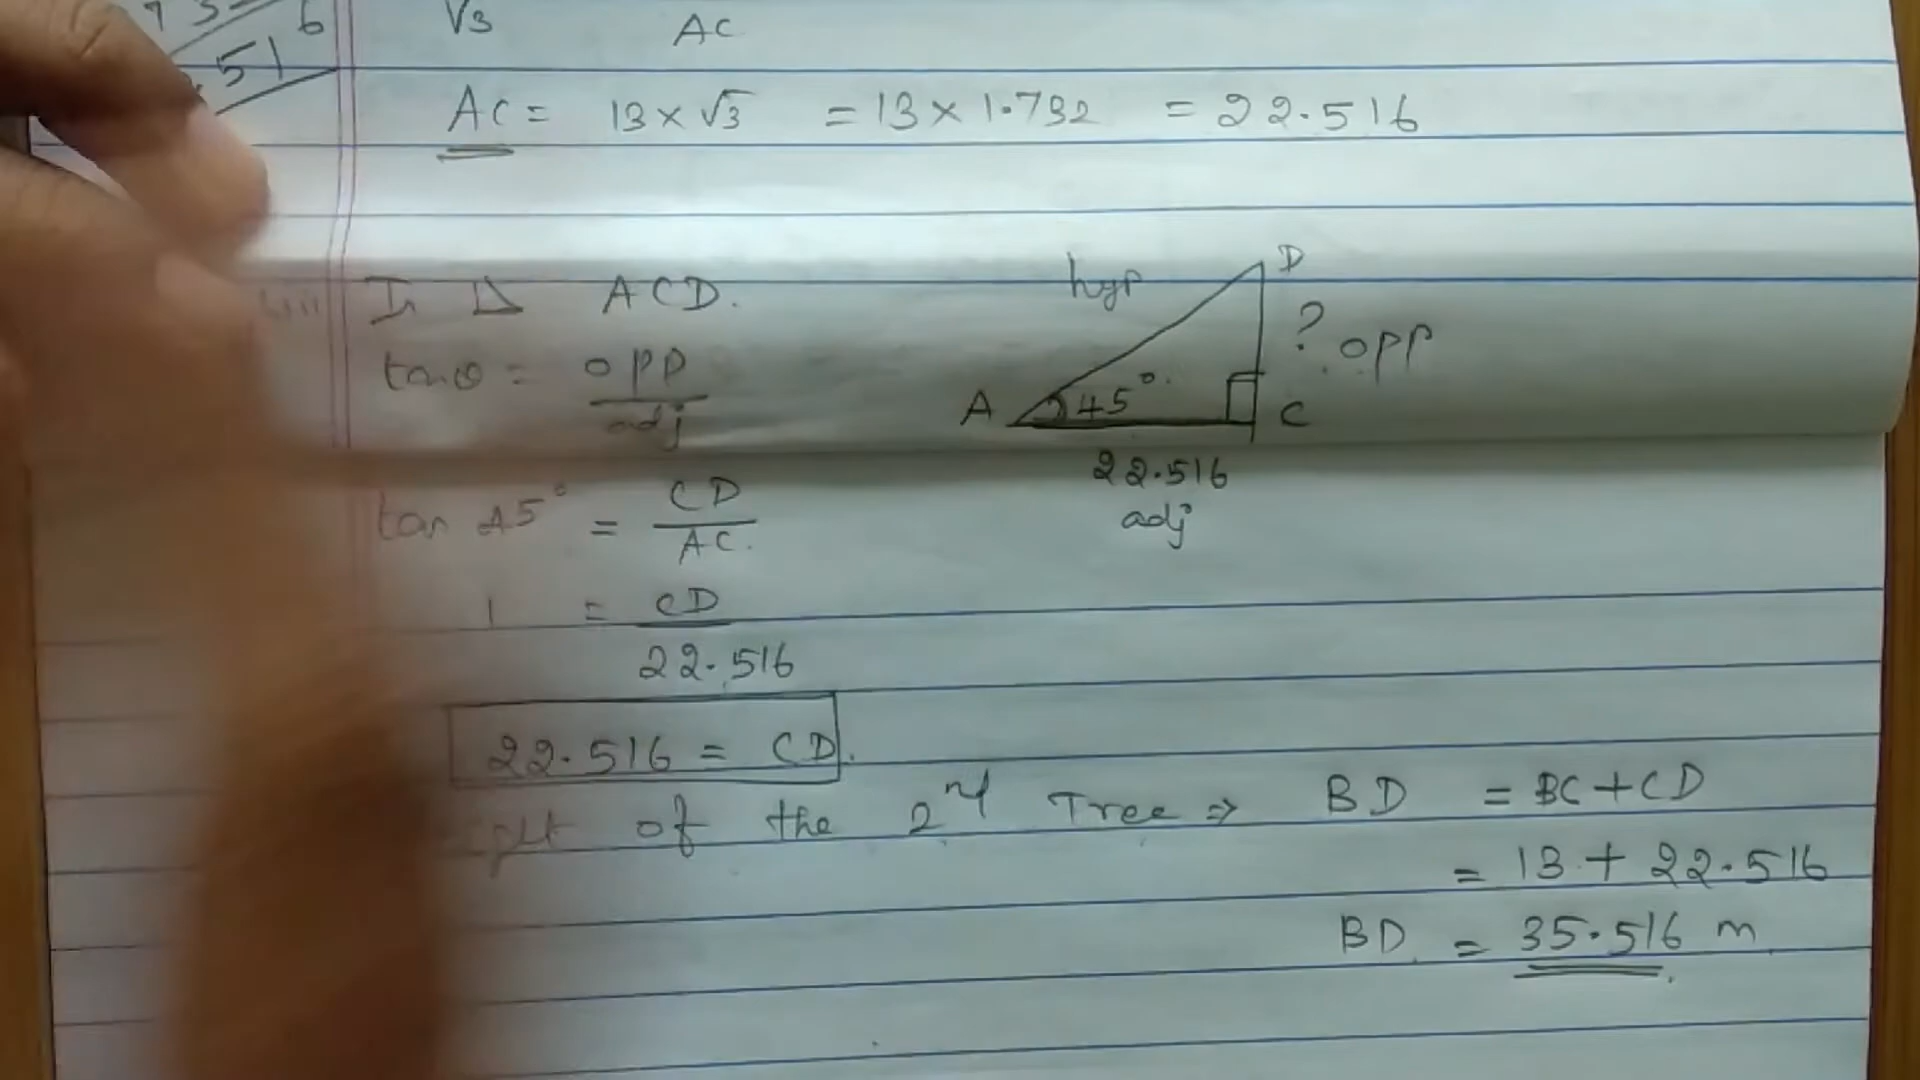 √3 AC
516
AC = 13 × √3 = 13 × 1.732 = 22.516
In Δ ACD.
tanθ = opp
adj
hyp D
? opp
A 45°. C
22.516
adj
tan 45° = CD
AC.
1 = CD
22.516
22.516 = CD.
of the 2nd Tree ⇒ BD = BC + CD
= 13 + 22.516
BD = 35.516 m